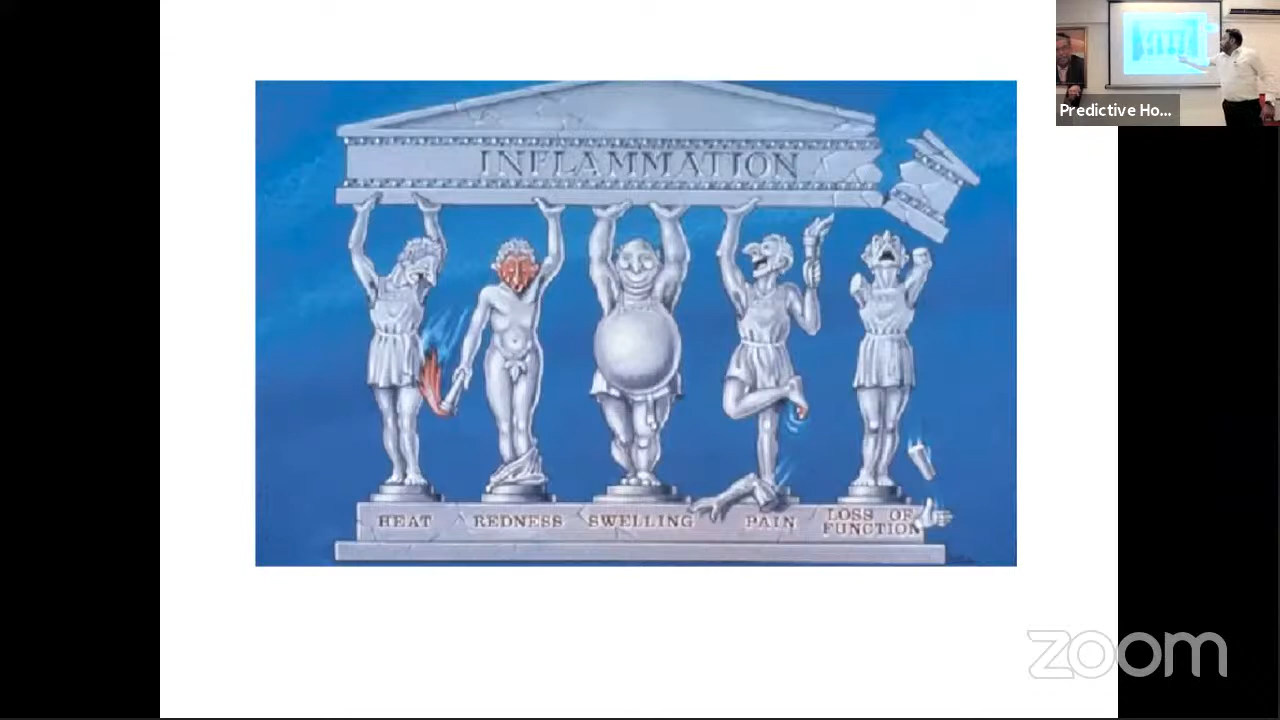 Predictive Ho...
INFLAMMATION
HEAT
REDNESS
SWELLING
PAIN
LOSS OF
FUNCTION
zoom